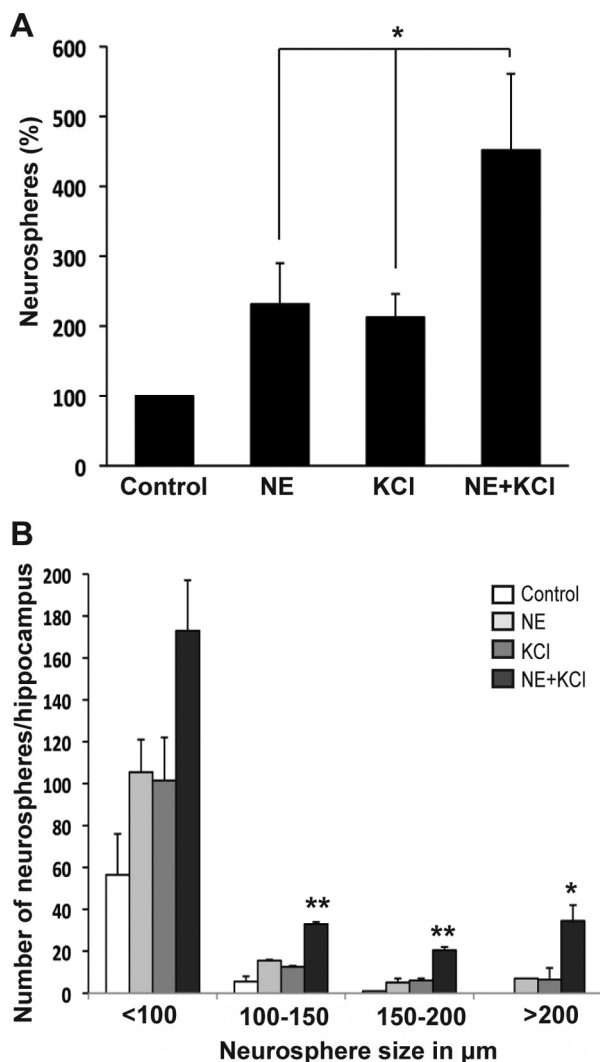 A
*
600
500
400
300
200
100
0
Neurospheres (%)
Control NE KCl NE+KCl
B
200
180
160
140
120
100
80
60
40
20
0
Number of neurospheres/hippocampus
Control
NE
KCl
NE+KCl
** ** *
<100 100-150 150-200 >200
Neurosphere size in µm